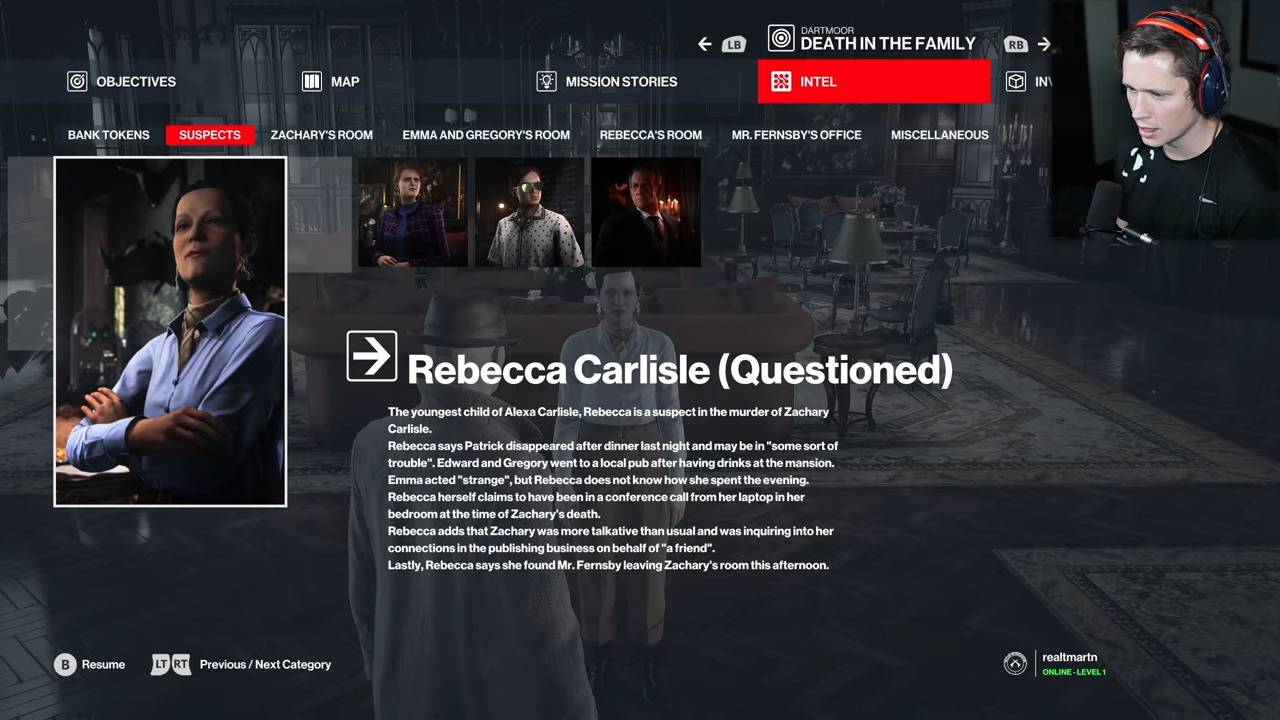 LB
DARTMOOR
DEATH IN THE FAMILY
RB
OBJECTIVES
MAP
MISSION STORIES
INTEL
INV
BANK TOKENS
SUSPECTS
ZACHARY'S ROOM
EMMA AND GREGORY'S ROOM
REBECCA'S ROOM
MR. FERNSBY'S OFFICE
MISCELLANEOUS
Rebecca Carlisle (Questioned)
The youngest child of Alexa Carlisle, Rebecca is a suspect in the murder of Zachary
Carlisle.
Rebecca says Patrick disappeared after dinner last night and may be in "some sort of
trouble". Edward and Gregory went to a local pub after having drinks at the mansion.
Emma acted "strange", but Rebecca does not know how she spent the evening.
Rebecca herself claims to have been in a conference call from her laptop in her
bedroom at the time of Zachary's death.
Rebecca adds that Zachary was more talkative than usual and was inquiring into her
connections in the publishing business on behalf of "a friend".
Lastly, Rebecca says she found Mr. Fernsby leaving Zachary's room this afternoon.
B Resume
LT RT Previous / Next Category
realtmartn
ONLINE - LEVEL 1